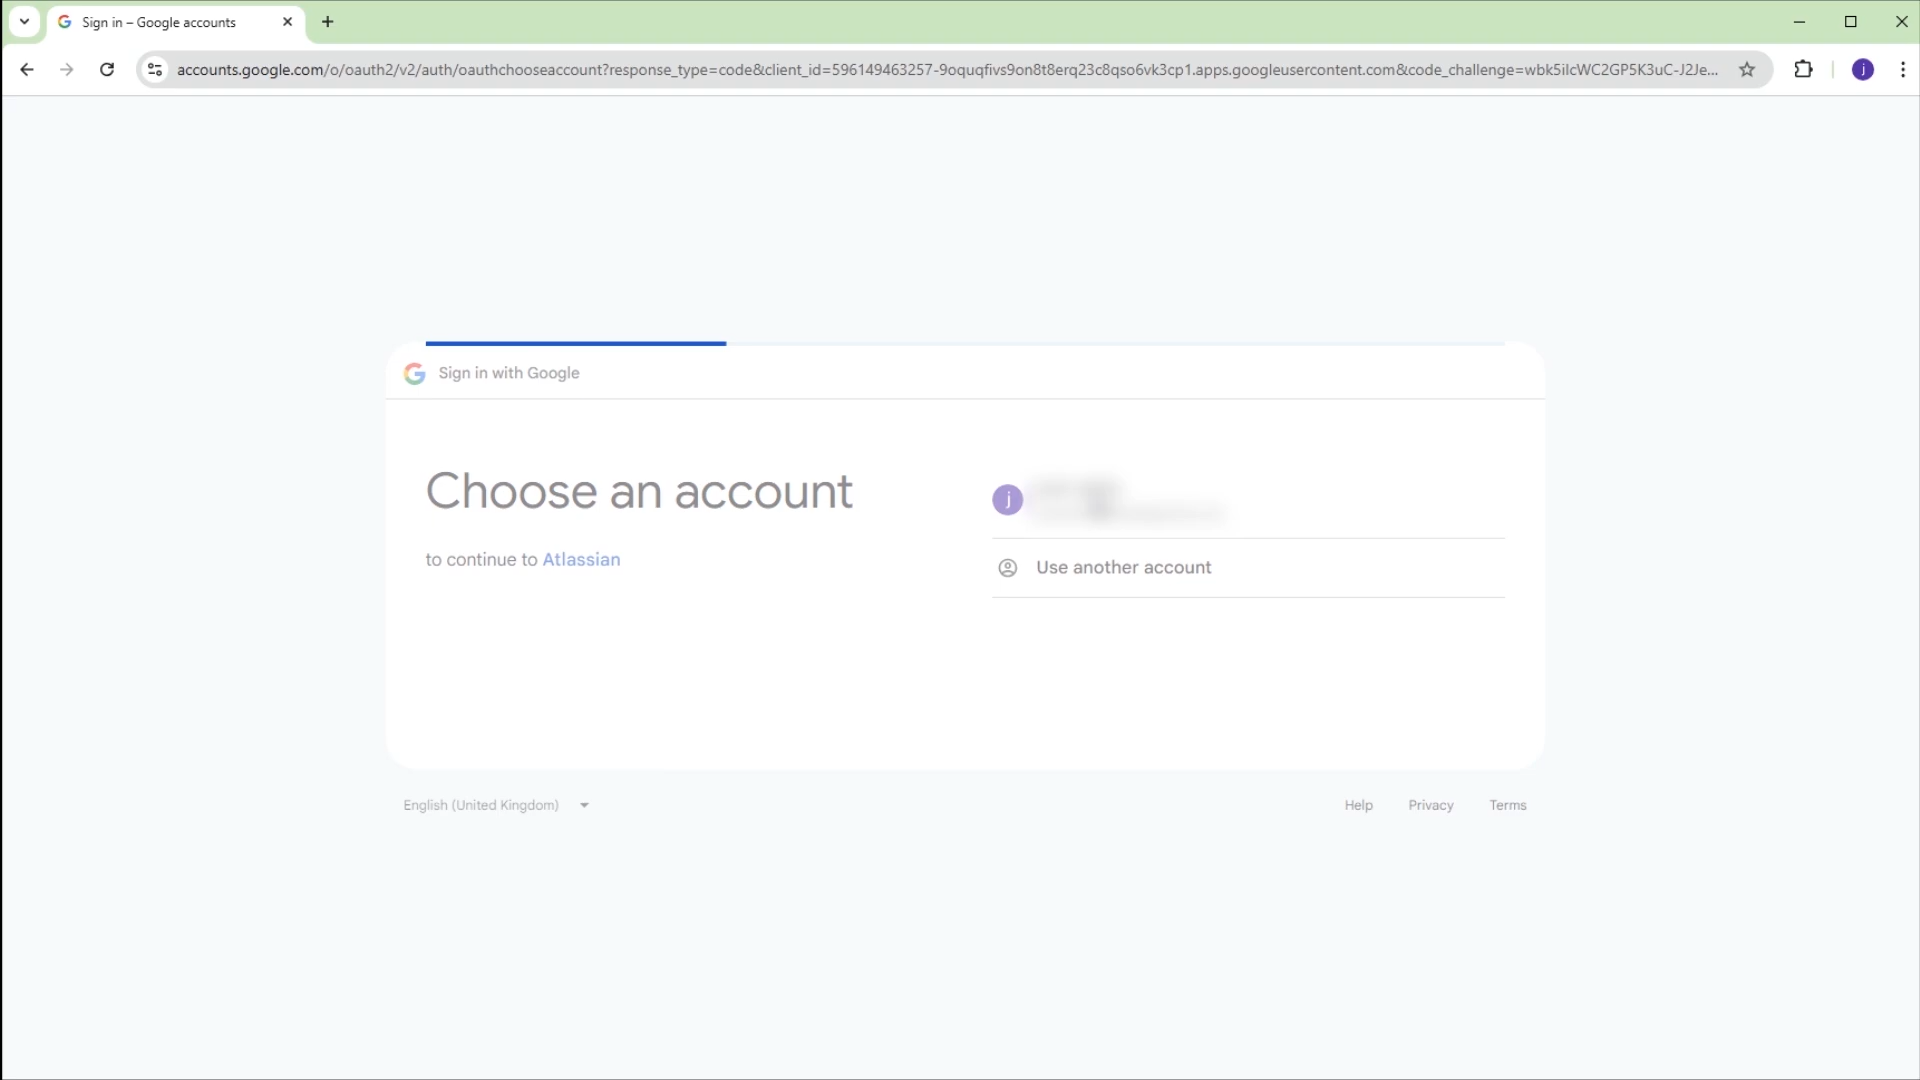 Sign in – Google accounts
accounts.google.com/o/oauth2/v2/auth/oauthchooseaccount?response_type=code&client_id=596149463257-9oquqfivs9on8t8erq23c8qso6vk3cp1.apps.googleusercontent.com&code_challenge=wbk5iIcWC2GP5K3uC-J2Je...
j
Sign in with Google
Choose an account
to continue to Atlassian
j
Use another account
English (United Kingdom)
Help Privacy Terms